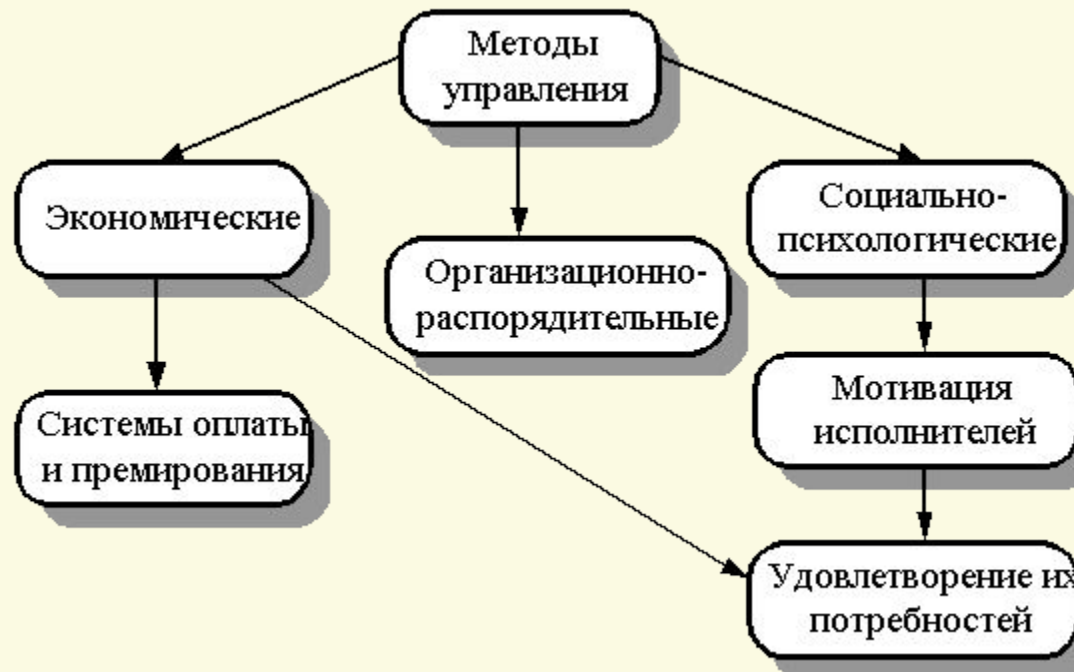 Методы
управления
Экономические
Социально-
психологические
Организационно-
распорядительные
Системы оплаты
и премирования
Мотивация
исполнителей
Удовлетворение их
потребностей